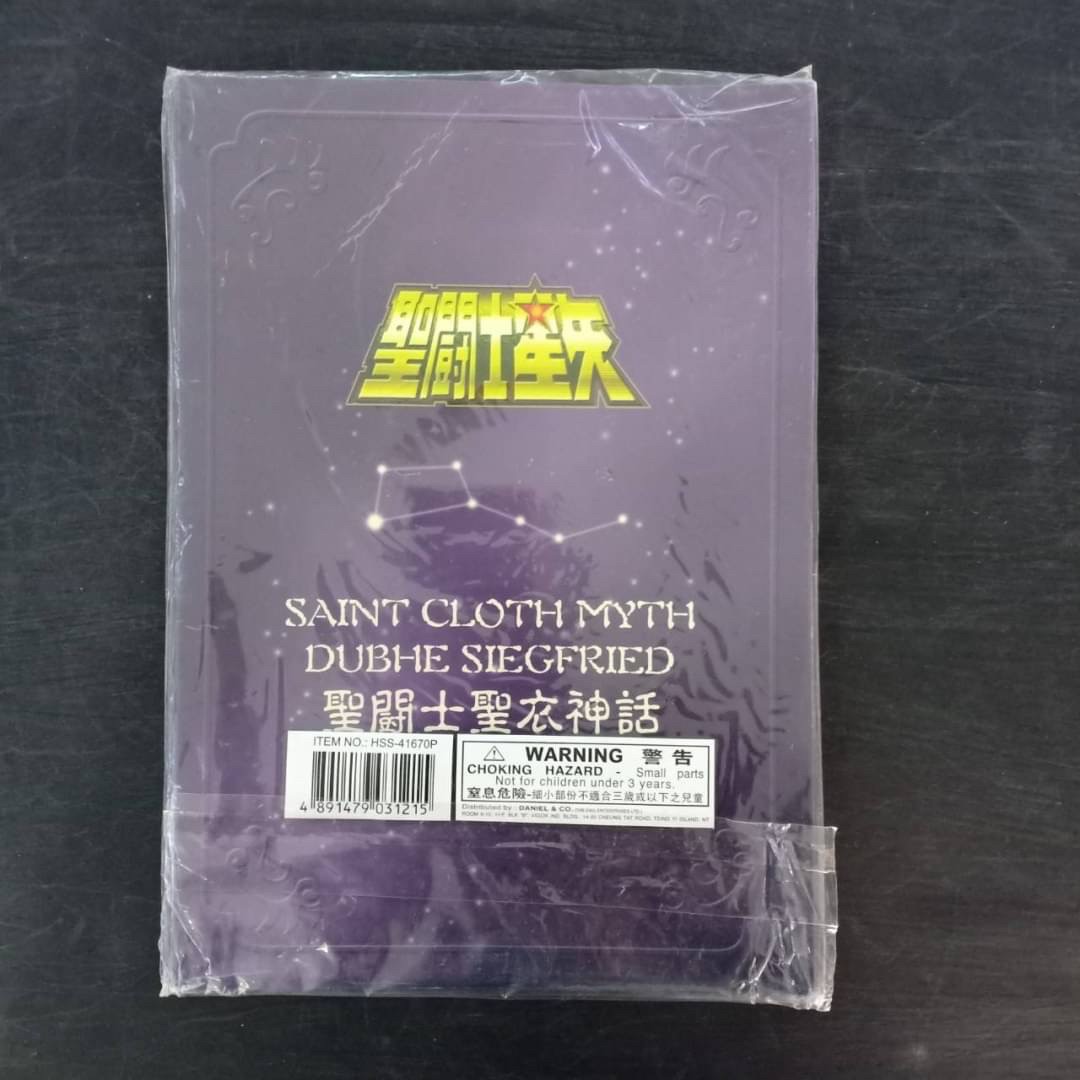 聖闘士星矢
SAINT CLOTH MYTH
DUBHE SIEGFRIED
聖闘士聖衣神話
ITEM NO.: HSS-41670P
4 891479 031215
WARNING 警告
CHOKING HAZARD - Small parts
Not for children under 3 years.
窒息危險-細小部份不適合三歲或以下之兒童
Distributed by : DANIEL & CO.